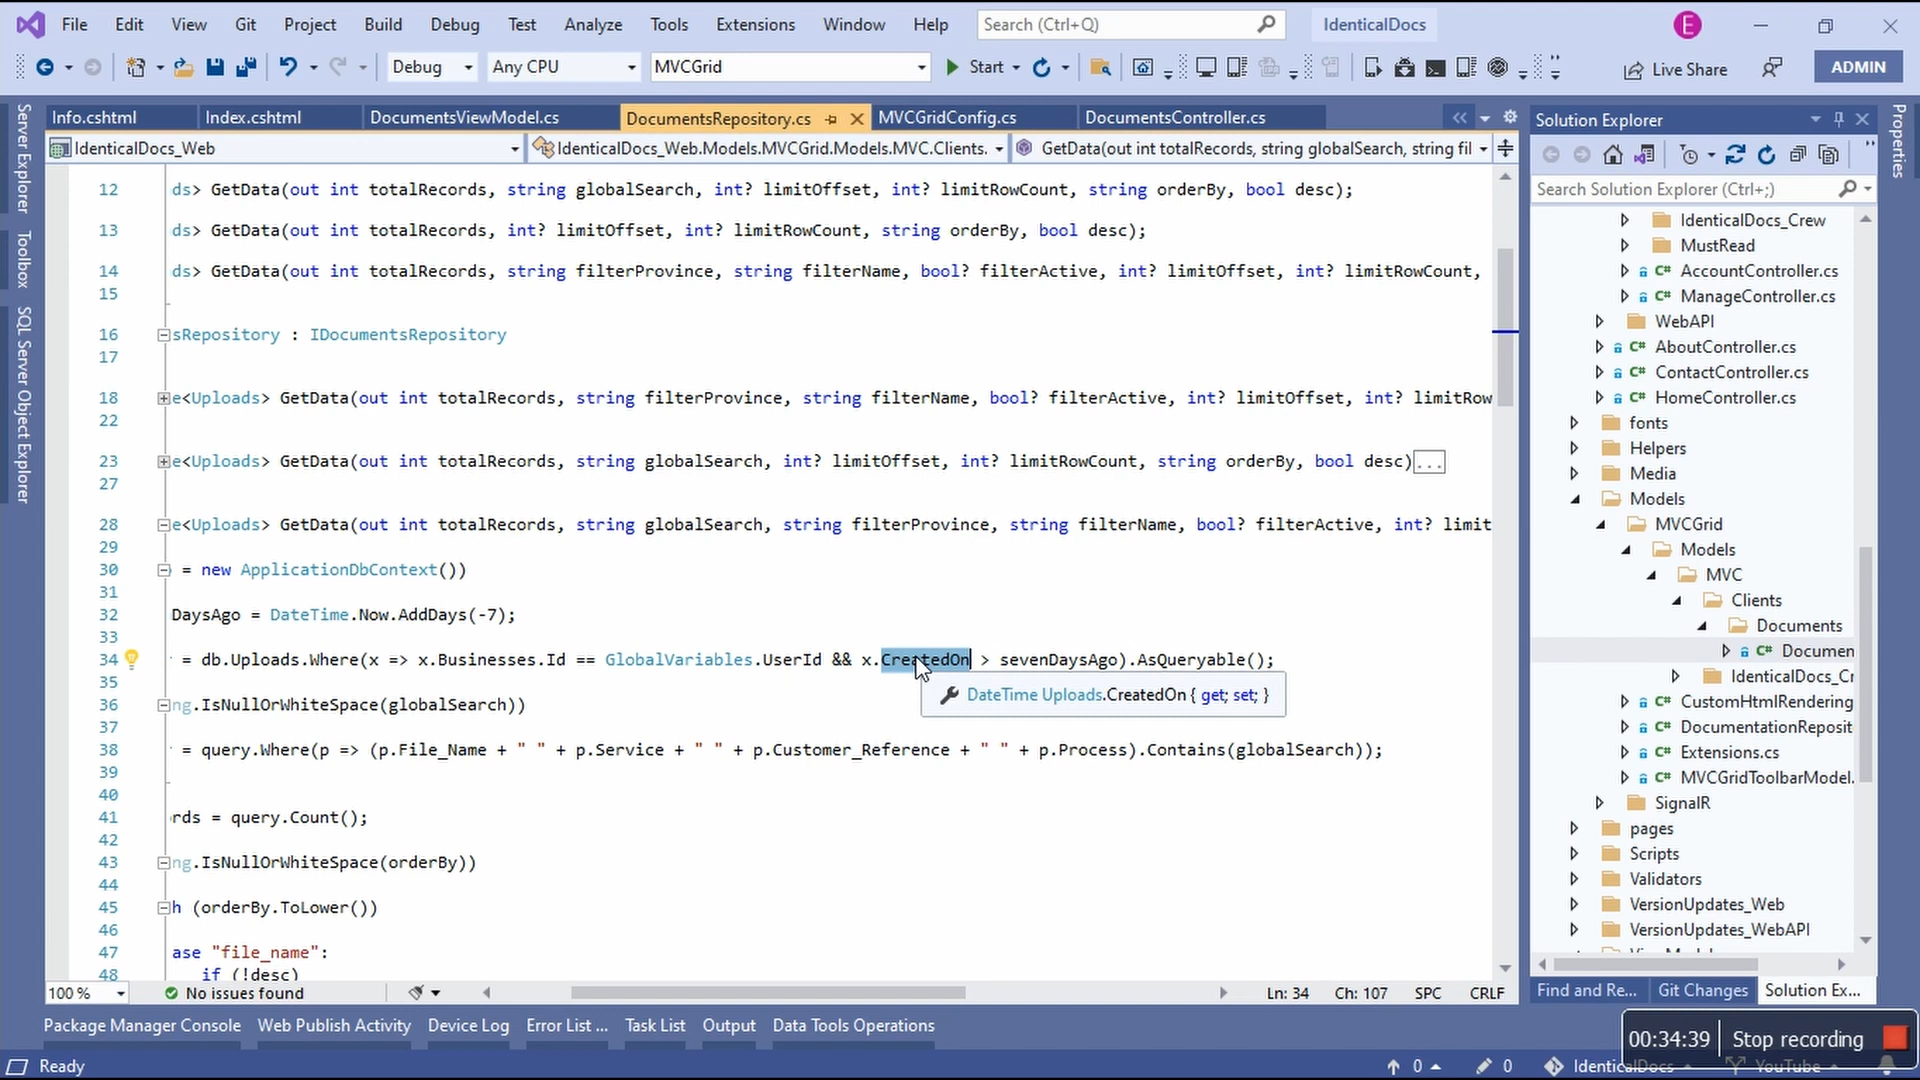 File Edit View Git Project Build Debug Test Analyze Tools Extensions Window Help Search (Ctrl+Q) IdenticalDocs E
Debug Any CPU MVCGrid Start Live Share ADMIN
Info.cshtml Index.cshtml DocumentsViewModel.cs DocumentsRepository.cs MVCGridConfig.cs DocumentsController.cs
IdenticalDocs_Web IdenticalDocs_Web.Models.MVCGrid.Models.MVC.Clients. GetData(out int totalRecords, string globalSearch, string fil
Server Explorer
Toolbox
SQL Server Object Explorer
12 ds> GetData(out int totalRecords, string globalSearch, int? limitOffset, int? limitRowCount, string orderBy, bool desc);
13 ds> GetData(out int totalRecords, int? limitOffset, int? limitRowCount, string orderBy, bool desc);
14 ds> GetData(out int totalRecords, string filterProvince, string filterName, bool? filterActive, int? limitOffset, int? limitRowCount,
15
16 sRepository : IDocumentsRepository
17
18 e<Uploads> GetData(out int totalRecords, string filterProvince, string filterName, bool? filterActive, int? limitOffset, int? limitRow
22
23 e<Uploads> GetData(out int totalRecords, string globalSearch, int? limitOffset, int? limitRowCount, string orderBy, bool desc)...
27
28 e<Uploads> GetData(out int totalRecords, string globalSearch, string filterProvince, string filterName, bool? filterActive, int? limit
29
30 = new ApplicationDbContext())
31
32 DaysAgo = DateTime.Now.AddDays(-7);
33
34 = db.Uploads.Where(x => x.Businesses.Id == GlobalVariables.UserId && x.CreatedOn > sevenDaysAgo).AsQueryable();
35
DateTime Uploads.CreatedOn { get; set; }
36 ng.IsNullOrWhiteSpace(globalSearch))
37
38 = query.Where(p => (p.File_Name + " " + p.Service + " " + p.Customer_Reference + " " + p.Process).Contains(globalSearch));
39
40
41 rds = query.Count();
42
43 ng.IsNullOrWhiteSpace(orderBy))
44
45 h (orderBy.ToLower())
46
47 ase "file_name":
48 if (!desc)
100 % No issues found Ln: 34 Ch: 107 SPC CRLF
Solution Explorer
Search Solution Explorer (Ctrl+;)
IdenticalDocs_Crew
MustRead
C# AccountController.cs
C# ManageController.cs
WebAPI
C# AboutController.cs
C# ContactController.cs
C# HomeController.cs
fonts
Helpers
Media
Models
MVCGrid
Models
MVC
Clients
Documents
C# Documen
IdenticalDocs_Cr
C# CustomHtmlRendering
C# DocumentationReposit
C# Extensions.cs
C# MVCGridToolbarModel.
SignalR
pages
Scripts
Validators
VersionUpdates_Web
VersionUpdates_WebAPI
Find and Re... Git Changes Solution Ex...
Properties
Package Manager Console Web Publish Activity Device Log Error List ... Task List Output Data Tools Operations
00:34:39 Stop recording
Ready 0 0 IdenticalDocs YouTube